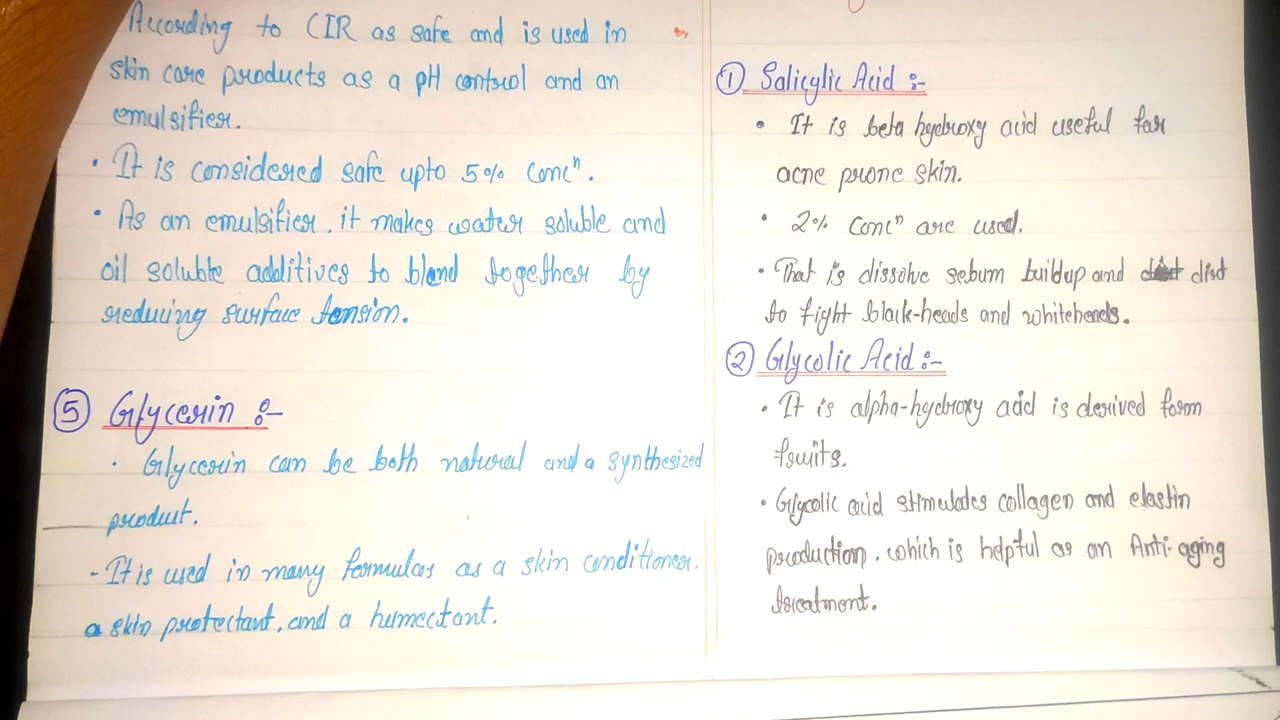 According to CIR as safe and is used in
skin care products as a pH control and an
emulsifier.
• It is considered safe upto 5% concⁿ.
• As an emulsifier, it makes water soluble and
oil soluble additives to blend together by
reducing surface tension.
⑤ Glycerin :-
· Glycerin can be both natural and a synthesized
product.
- It is used in many formulas as a skin conditioner.
a skin protectant, and a humectant.
① Salicylic Acid :-
• It is beta hydroxy acid useful for
acne prone skin.
• 2% concⁿ are used.
• That is dissolve sebum buildup and dist
to fight black-heads and whiteheads.
② Glycolic Acid :-
• It is alpha-hydroxy acid is derived form
fruits.
• Glycolic acid stimulates collagen and elastin
production. which is helpful as an Anti-aging
treatment.